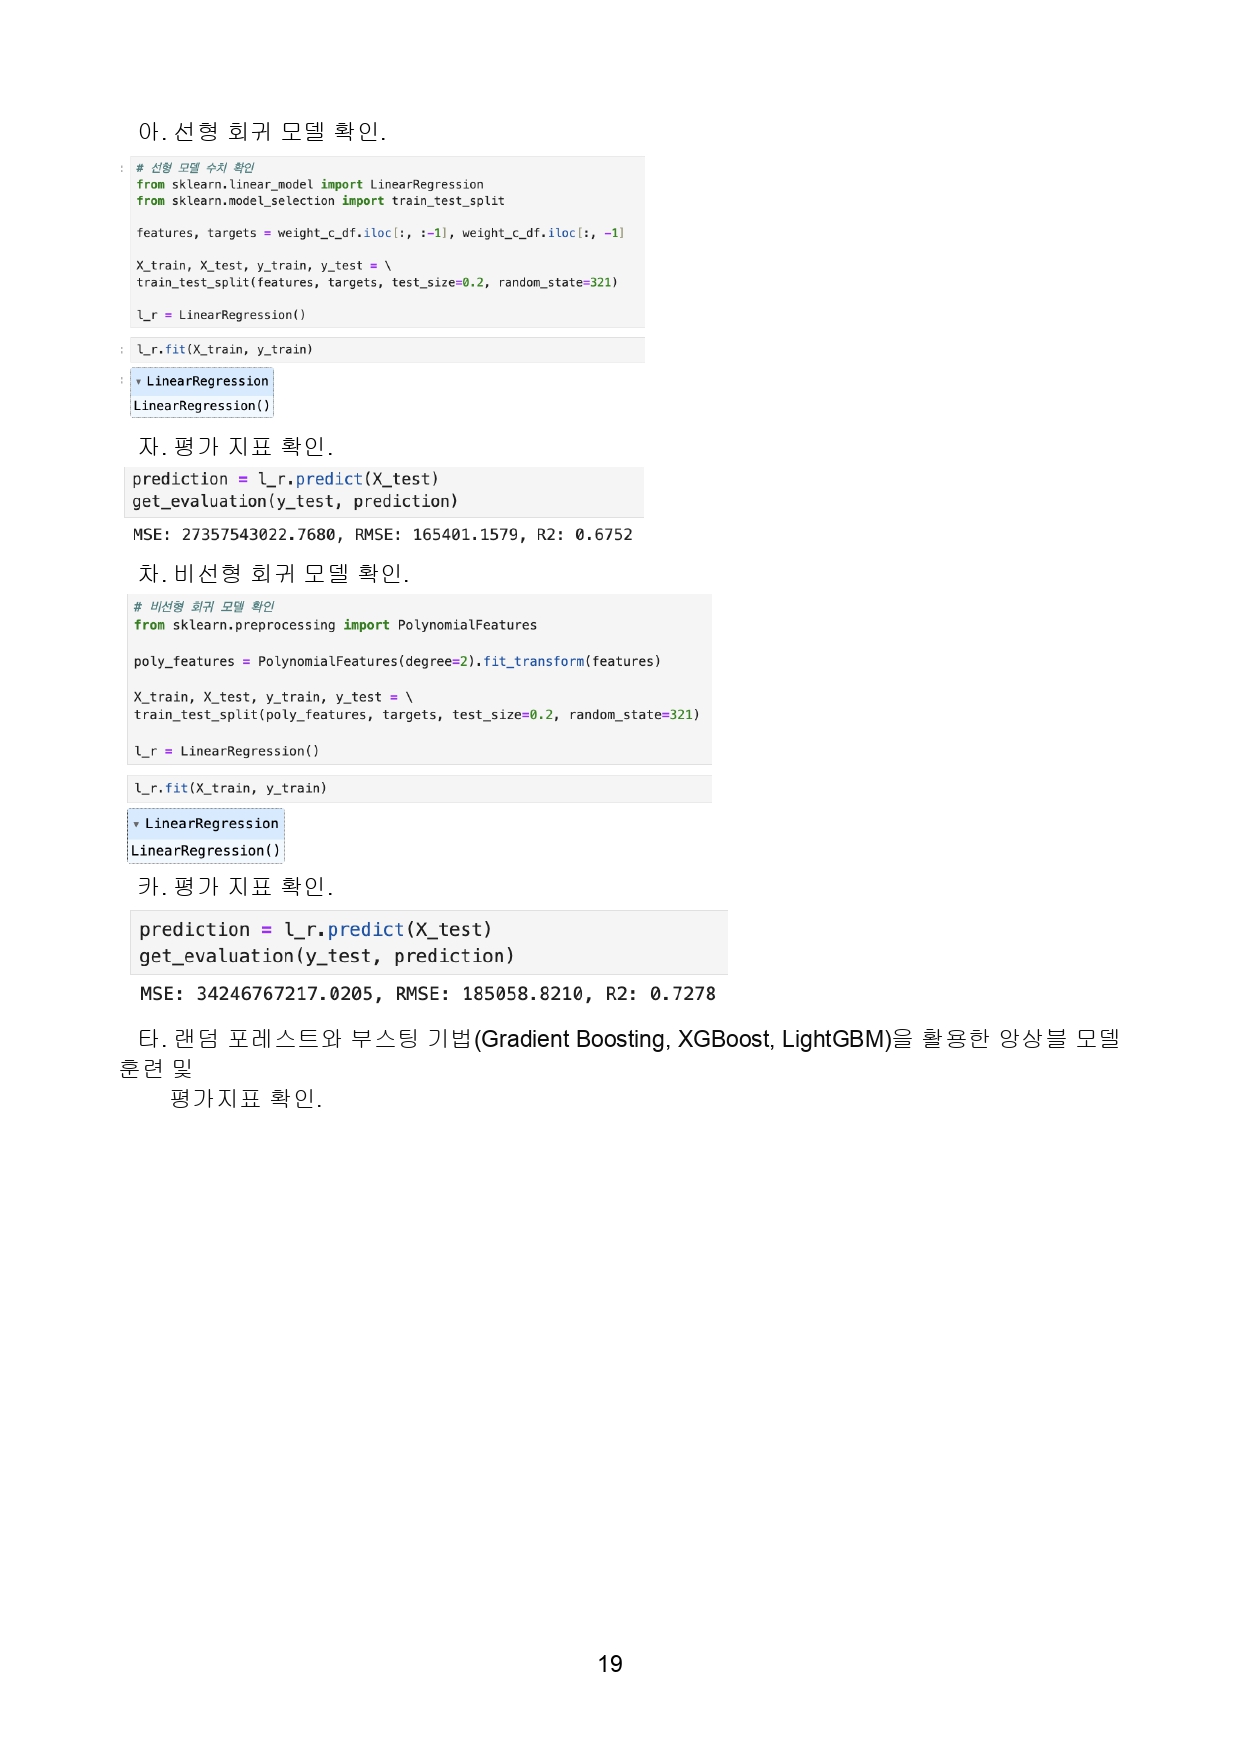 아. 선형 회귀 모델 확인.
# 선형 모델 수치 확인
from sklearn.linear_model import LinearRegression
from sklearn.model_selection import train_test_split
features, targets = weight_c_df.iloc[:, :-1], weight_c_df.iloc[:, -1]
X_train, X_test, y_train, y_test = \
train_test_split(features, targets, test_size=0.2, random_state=321)
l_r = LinearRegression()
l_r.fit(X_train, y_train)
▾ LinearRegression
LinearRegression()
자. 평가 지표 확인.
prediction = l_r.predict(X_test)
get_evaluation(y_test, prediction)
MSE: 27357543022.7680, RMSE: 165401.1579, R2: 0.6752
차. 비선형 회귀 모델 확인.
# 비선형 회귀 모델 확인
from sklearn.preprocessing import PolynomialFeatures
poly_features = PolynomialFeatures(degree=2).fit_transform(features)
X_train, X_test, y_train, y_test = \
train_test_split(poly_features, targets, test_size=0.2, random_state=321)
l_r = LinearRegression()
l_r.fit(X_train, y_train)
▾ LinearRegression
LinearRegression()
카. 평가 지표 확인.
prediction = l_r.predict(X_test)
get_evaluation(y_test, prediction)
MSE: 34246767217.0205, RMSE: 185058.8210, R2: 0.7278
타. 랜덤 포레스트와 부스팅 기법(Gradient Boosting, XGBoost, LightGBM)을 활용한 앙상블 모델
훈련 및
평가지표 확인.
19